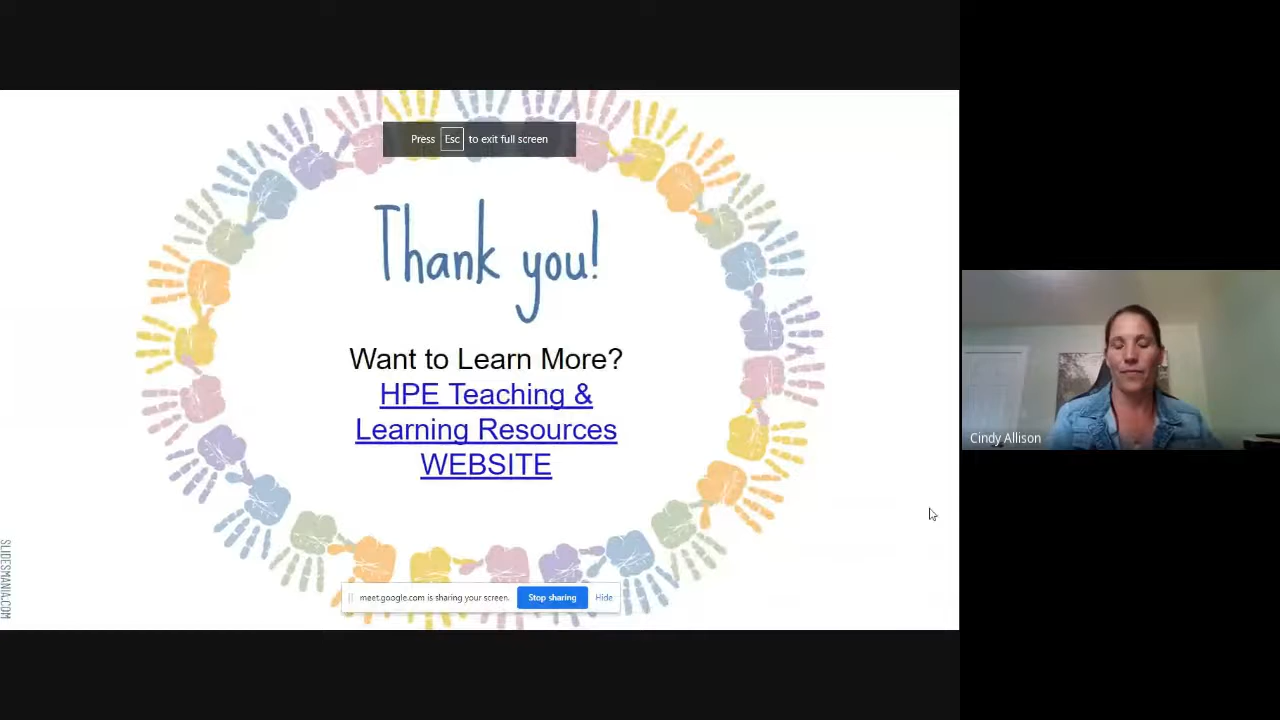 Press Esc to exit full screen
Thank you!
Want to Learn More?
HPE Teaching &
Learning Resources
WEBSITE
Cindy Allison
SLIDESMANIA.COM
meet.google.com is sharing your screen.
Stop sharing
Hide